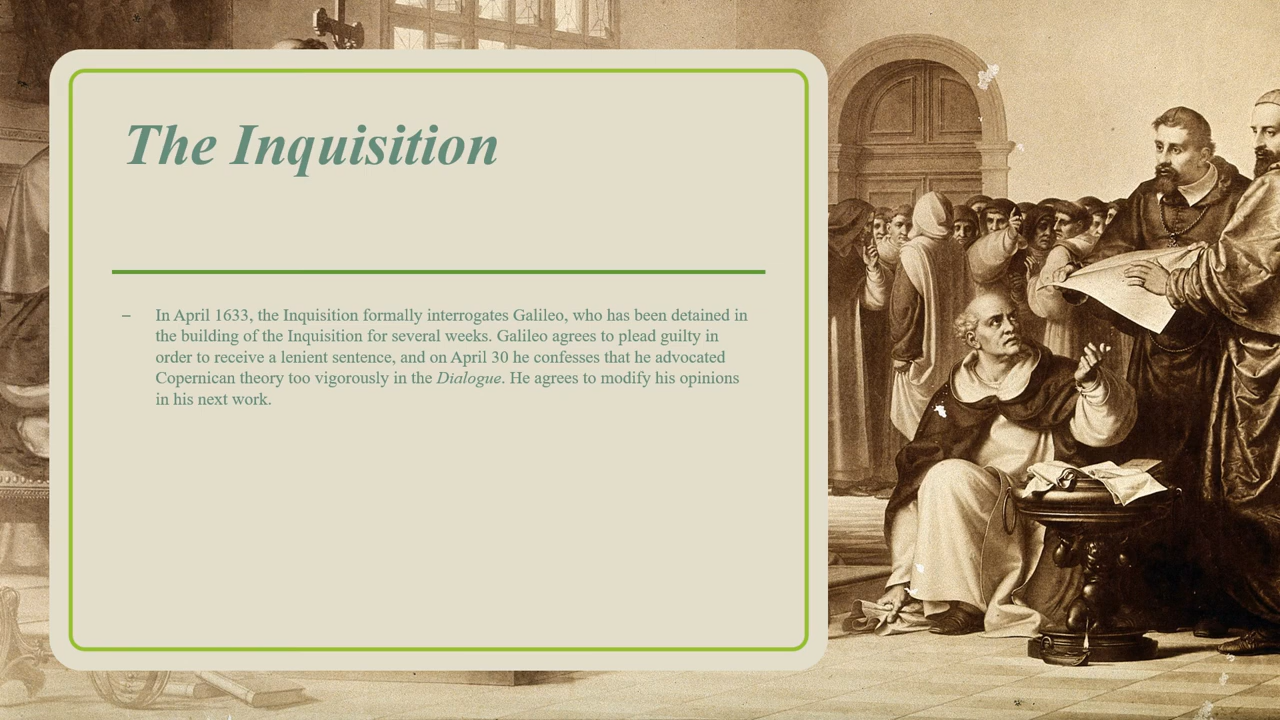 The Inquisition
– In April 1633, the Inquisition formally interrogates Galileo, who has been detained in
the building of the Inquisition for several weeks. Galileo agrees to plead guilty in
order to receive a lenient sentence, and on April 30 he confesses that he advocated
Copernican theory too vigorously in the Dialogue. He agrees to modify his opinions
in his next work.